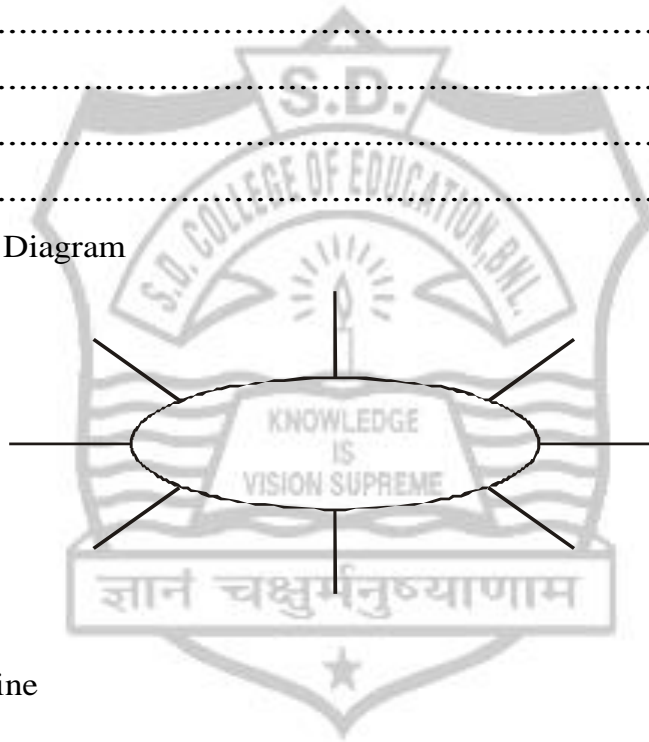 S.D.
S.D. COLLEGE OF EDUCATION, BNL.
Diagram
KNOWLEDGE
IS
VISION SUPREME
ज्ञानं चक्षुर्मनुष्याणाम
ine